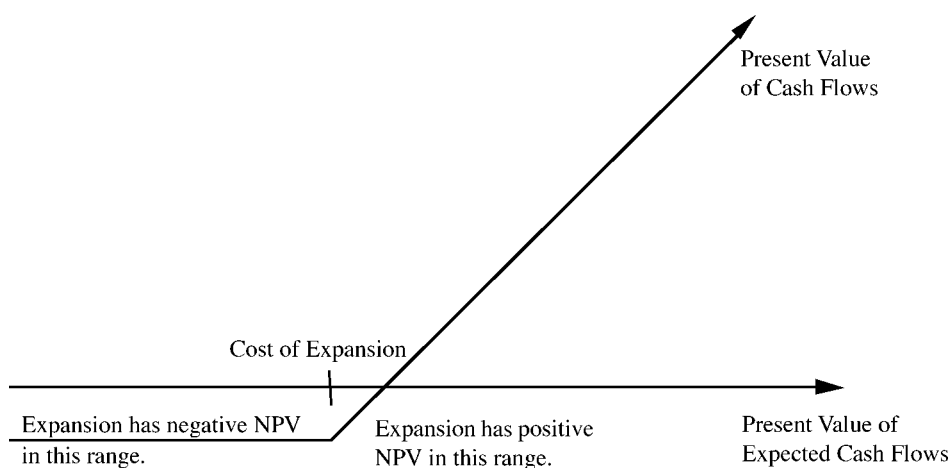 Present Value
of Cash Flows
Cost of Expansion
Expansion has negative NPV
in this range.
Expansion has positive
NPV in this range.
Present Value of
Expected Cash Flows